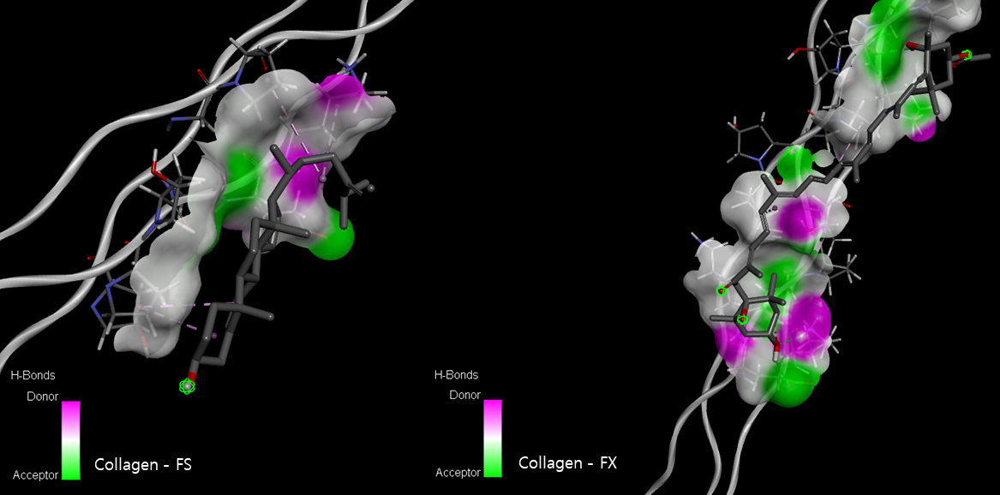 H-Bonds
Donor
Acceptor
Collagen - FS
H-Bonds
Donor
Acceptor
Collagen - FX